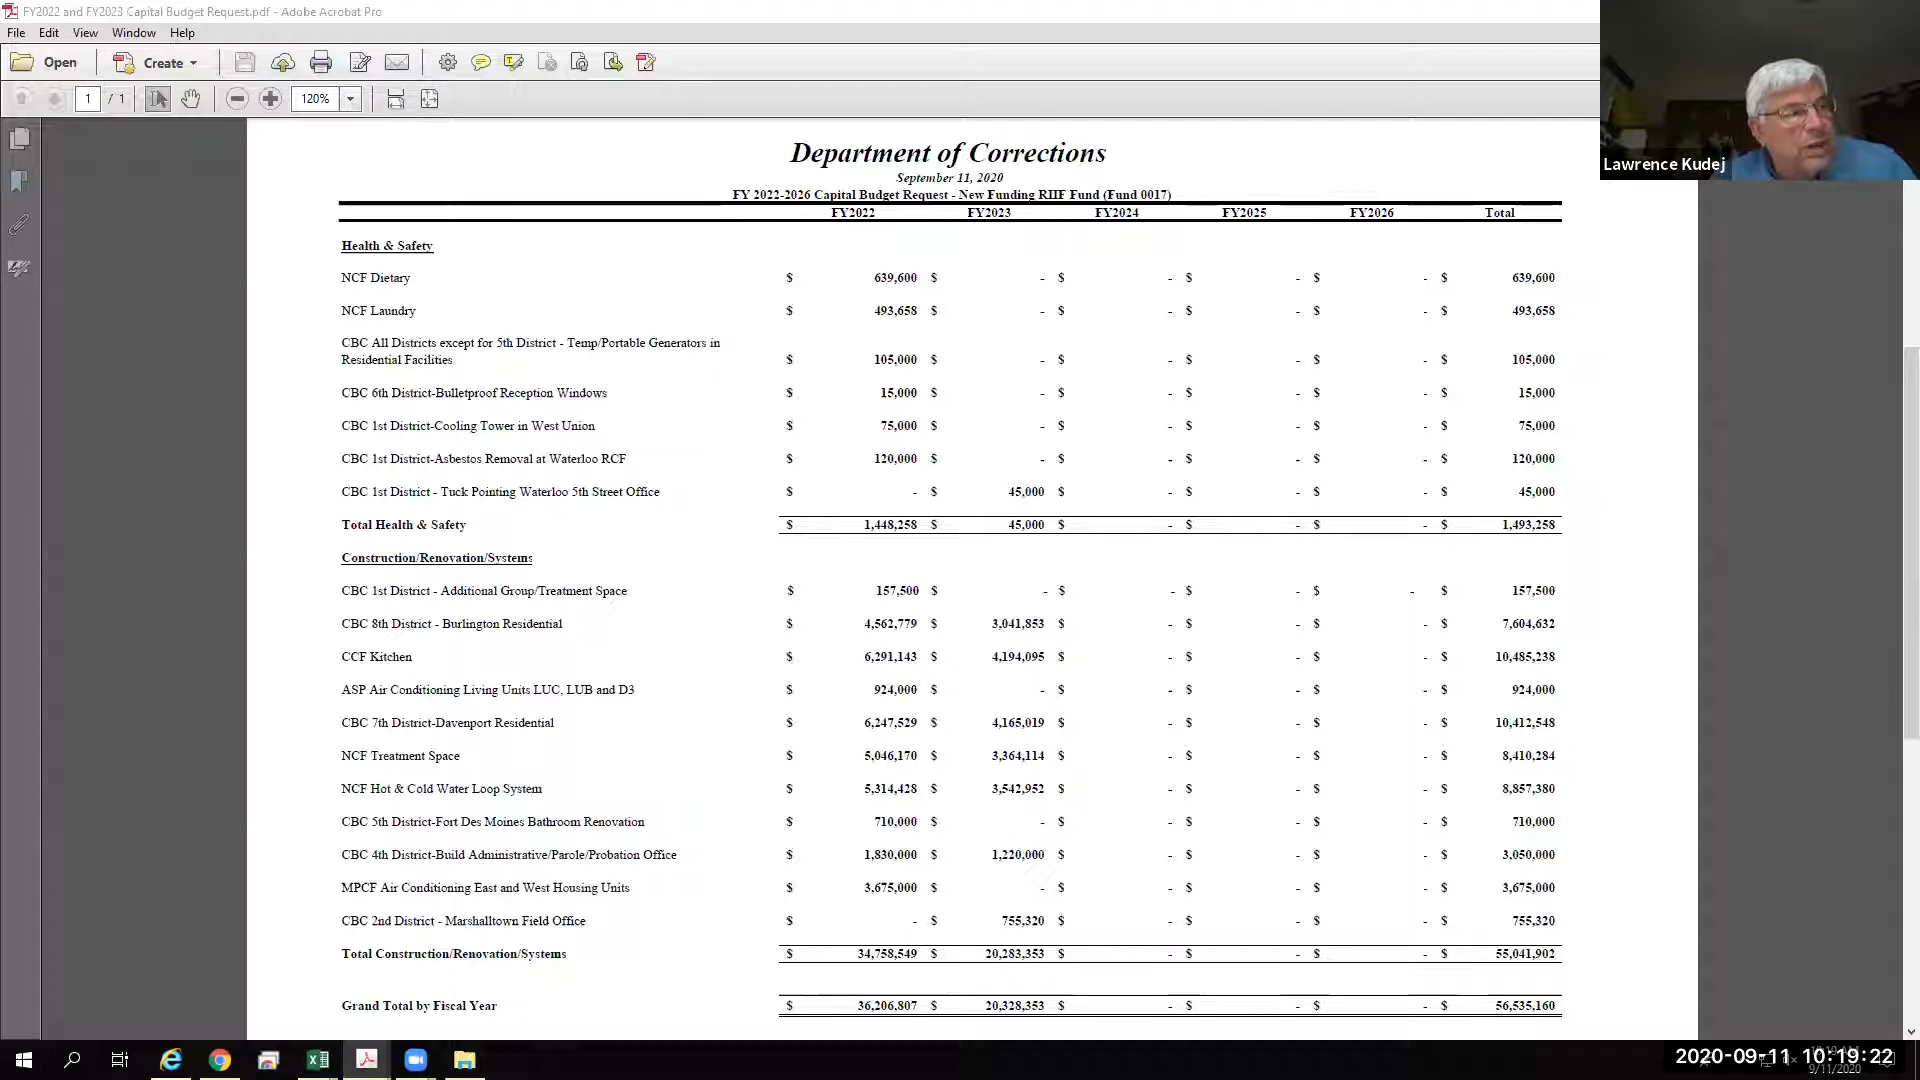 FY2022 and FY2023 Capital Budget Request.pdf - Adobe Acrobat Pro
File Edit View Window Help
Open Create
1 / 1 120%
Lawrence Kudej
Department of Corrections
September 11, 2020
FY 2022-2026 Capital Budget Request - New Funding RIIF Fund (Fund 0017)
FY2022 FY2023 FY2024 FY2025 FY2026 Total
Health & Safety
NCF Dietary $ 639,600 $ - $ - $ - $ - $ 639,600
NCF Laundry $ 493,658 $ - $ - $ - $ - $ 493,658
CBC All Districts except for 5th District - Temp/Portable Generators in
Residential Facilities $ 105,000 $ - $ - $ - $ - $ 105,000
CBC 6th District-Bulletproof Reception Windows $ 15,000 $ - $ - $ - $ - $ 15,000
CBC 1st District-Cooling Tower in West Union $ 75,000 $ - $ - $ - $ - $ 75,000
CBC 1st District-Asbestos Removal at Waterloo RCF $ 120,000 $ - $ - $ - $ - $ 120,000
CBC 1st District - Tuck Pointing Waterloo 5th Street Office $ - $ 45,000 $ - $ - $ - $ 45,000
Total Health & Safety $ 1,448,258 $ 45,000 $ - $ - $ - $ 1,493,258
Construction/Renovation/Systems
CBC 1st District - Additional Group/Treatment Space $ 157,500 $ - $ - $ - $ - $ 157,500
CBC 8th District - Burlington Residential $ 4,562,779 $ 3,041,853 $ - $ - $ - $ 7,604,632
CCF Kitchen $ 6,291,143 $ 4,194,095 $ - $ - $ - $ 10,485,238
ASP Air Conditioning Living Units LUC, LUB and D3 $ 924,000 $ - $ - $ - $ - $ 924,000
CBC 7th District-Davenport Residential $ 6,247,529 $ 4,165,019 $ - $ - $ - $ 10,412,548
NCF Treatment Space $ 5,046,170 $ 3,364,114 $ - $ - $ - $ 8,410,284
NCF Hot & Cold Water Loop System $ 5,314,428 $ 3,542,952 $ - $ - $ - $ 8,857,380
CBC 5th District-Fort Des Moines Bathroom Renovation $ 710,000 $ - $ - $ - $ - $ 710,000
CBC 4th District-Build Administrative/Parole/Probation Office $ 1,830,000 $ 1,220,000 $ - $ - $ - $ 3,050,000
MPCF Air Conditioning East and West Housing Units $ 3,675,000 $ - $ - $ - $ - $ 3,675,000
CBC 2nd District - Marshalltown Field Office $ - $ 755,320 $ - $ - $ - $ 755,320
Total Construction/Renovation/Systems $ 34,758,549 $ 20,283,353 $ - $ - $ - $ 55,041,902
Grand Total by Fiscal Year $ 36,206,807 $ 20,328,353 $ - $ - $ - $ 56,535,160
2020-09-11 10:19:22
9/11/2020